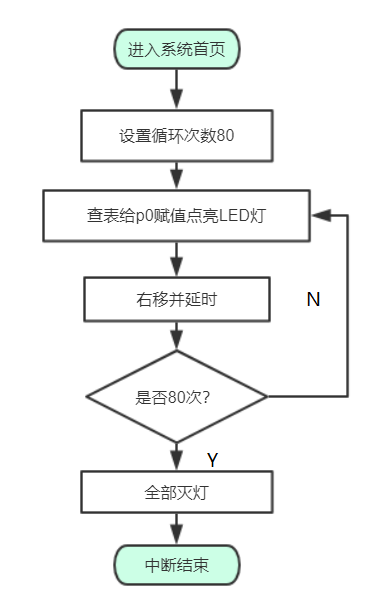 进入系统首页
设置循环次数80
查表给p0赋值点亮LED灯
右移并延时
N
是否80次?
Y
全部灭灯
中断结束